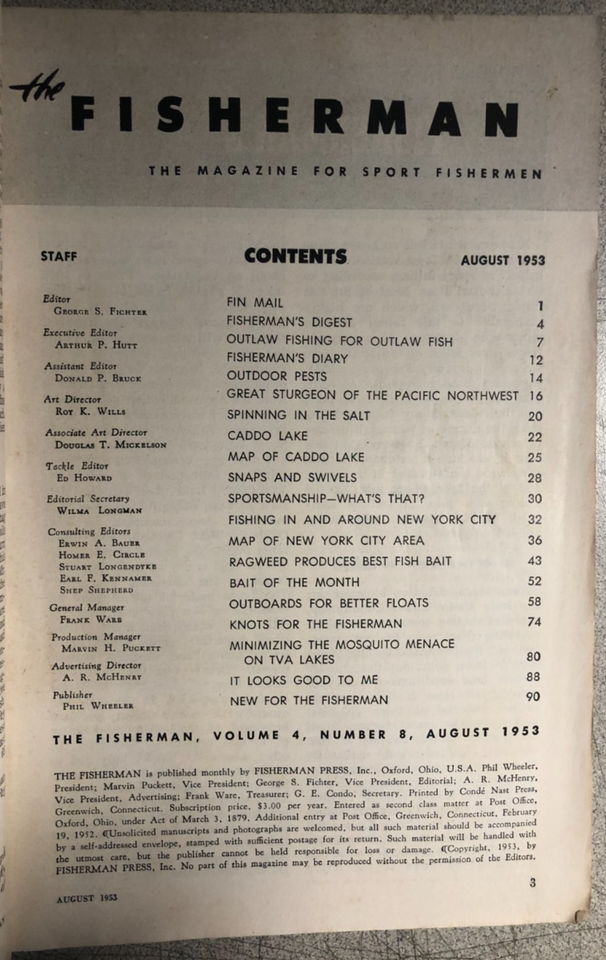 the
FISHERMAN
THE MAGAZINE FOR SPORT FISHERMEN
STAFF
CONTENTS
AUGUST 1953
Editor
GEORGE S. FICHTER
Executive Editor
ARTHUR P. HUTT
Assistant Editor
DONALD P. BRUCK
Art Director
ROY K. WILLS
Associate Art Director
DOUGLAS T. MICKELSON
Tackle Editor
ED HOWARD
Editorial Secretary
WILMA LONGMAN
Consulting Editors
ERWIN A. BAUER
HOMER E. CIRCLE
STUART LONGENDYKE
EARL F. KENNAMER
SHEP SHEPHERD
General Manager
FRANK WARE
Production Manager
MARVIN H. PUCKETT
Advertising Director
A. R. MCHENRY
Publisher
PHIL WHEELER
FIN MAIL 1
FISHERMAN'S DIGEST 4
OUTLAW FISHING FOR OUTLAW FISH 7
FISHERMAN'S DIARY 12
OUTDOOR PESTS 14
GREAT STURGEON OF THE PACIFIC NORTHWEST 16
SPINNING IN THE SALT 20
CADDO LAKE 22
MAP OF CADDO LAKE 25
SNAPS AND SWIVELS 28
SPORTSMANSHIP—WHAT'S THAT? 30
FISHING IN AND AROUND NEW YORK CITY 32
MAP OF NEW YORK CITY AREA 36
RAGWEED PRODUCES BEST FISH BAIT 43
BAIT OF THE MONTH 52
OUTBOARDS FOR BETTER FLOATS 58
KNOTS FOR THE FISHERMAN 74
MINIMIZING THE MOSQUITO MENACE
ON TVA LAKES 80
IT LOOKS GOOD TO ME 88
NEW FOR THE FISHERMAN 90
THE FISHERMAN, VOLUME 4, NUMBER 8, AUGUST 1953
THE FISHERMAN is published monthly by FISHERMAN PRESS, Inc., Oxford, Ohio, U.S.A. Phil Wheeler,
President; Marvin Puckett, Vice President; George S. Fichter, Vice President, Editorial; A. R. McHenry,
Vice President, Advertising; Frank Ware, Treasurer; G. E. Condo, Secretary. Printed by Condé Nast Press,
Greenwich, Connecticut. Subscription price, $3.00 per year. Entered as second class matter at Post Office,
Oxford, Ohio, under Act of March 3, 1879. Additional entry at Post Office, Greenwich, Connecticut, February
19, 1952. ❡Unsolicited manuscripts and photographs are welcomed, but all such material should be accompanied
by a self-addressed envelope, stamped with sufficient postage for its return. Such material will be handled with
the utmost care, but the publisher cannot be held responsible for loss or damage. ❡Copyright, 1953, by
FISHERMAN PRESS, Inc. No part of this magazine may be reproduced without the permission of the Editors.
3
AUGUST 1953